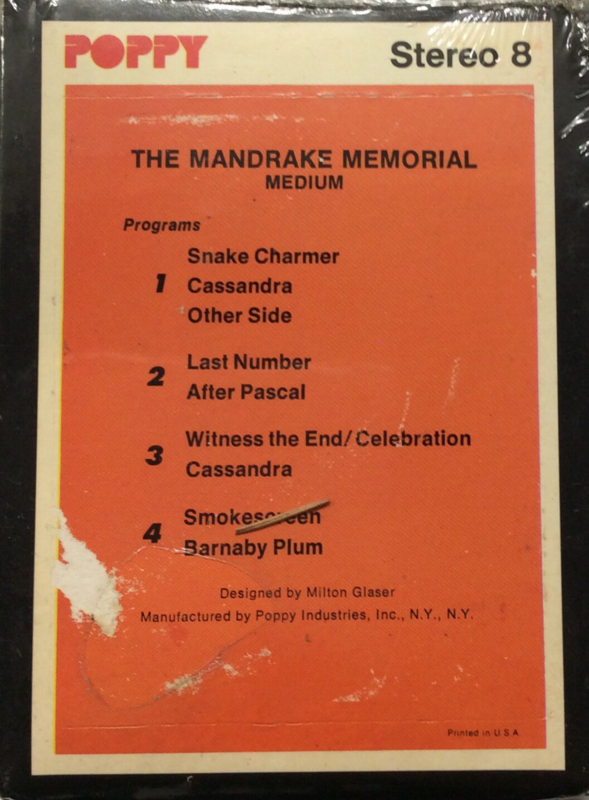 POPPY Stereo 8
THE MANDRAKE MEMORIAL
MEDIUM
Programs
Snake Charmer
1 Cassandra
Other Side
Last Number
2
After Pascal
Witness the End/Celebration
3
Cassandra
Smokescreen
4
Barnaby Plum
Designed by Milton Glaser
Manufactured by Poppy Industries, Inc., N.Y., N.Y.
Printed in U.S.A.